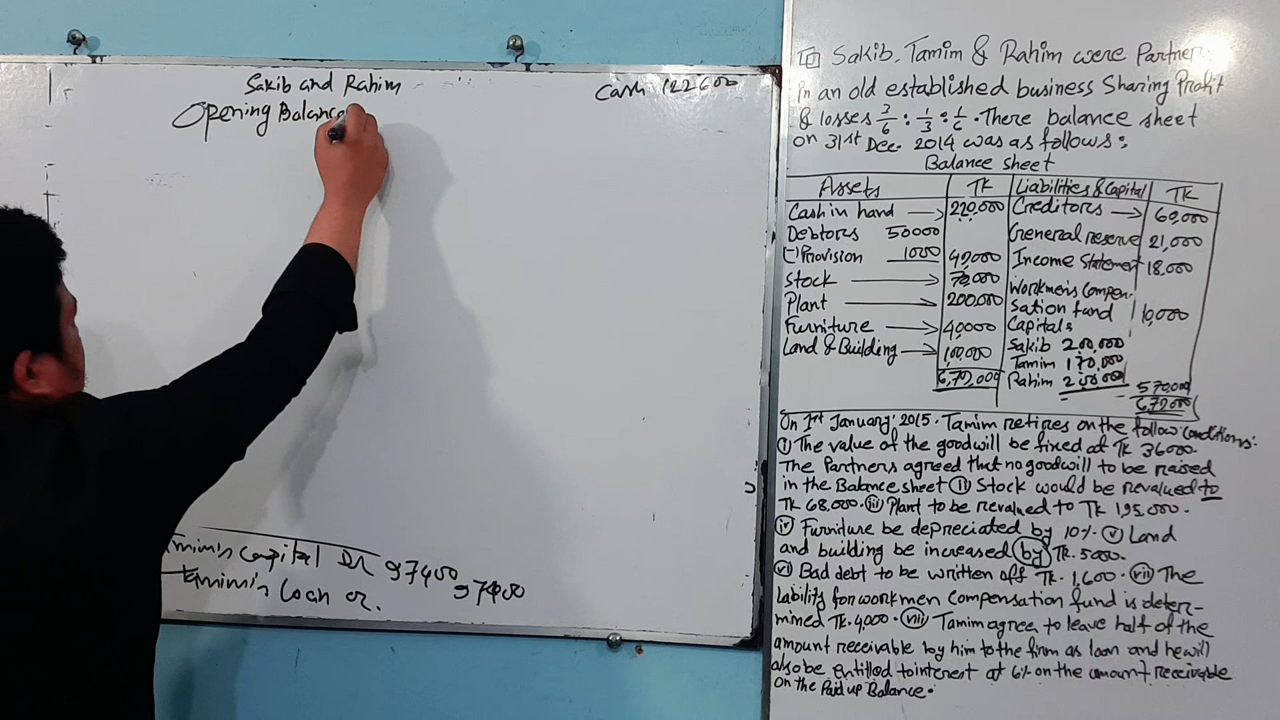 Sakib and Rahim
Cash 122600
Opening Balance
Capital Dr 97400
Loan cr. 97400
Sakib, Tamim & Rahim were Partner
In an old established business Sharing Profit
& losses 3/6 : 1/3 : 1/6 . There balance sheet
on 31st Dec. 2014 was as follows:
Balance sheet
Assets TK Liabilities & Capital TK
Cash in hand → 220,000 Creditors → 60,000
Debtors 50000 General reserve 21,000
(-) Provision 1000 49,000 Income Statement 18,000
Stock → 70,000 Workmen's Compen-
Plant → 200,000 sation fund 10,000
Furniture → 40000 Capitals
Land & Building → 100,000 Sakib 200,000
Tamim 170,000
6,79,000 Rahim 200,000 570,000
679,000
On 1st January' 2015. Tamim retires on the follow conditions:
(i) The value of the goodwill be fixed at TK 36000.
The Partners agreed that no goodwill to be raised
in the Balance sheet (ii) Stock would be revalued to
TK 68,000. (iii) Plant to be revalued to TK 195,000.
(iv) Furniture be depreciated by 10%. (v) Land
and building be increased by TK. 5000.
(vi) Bad debt to be written off TK. 1,600. (vii) The
liability for workmen compensation fund is deter-
mined TK. 4,000. (viii) Tamim agree to leave half of the
amount receivable by him to the firm as loan and he will
also be entitled to interest at 6% on the amount receivable
on the Paid up Balance.